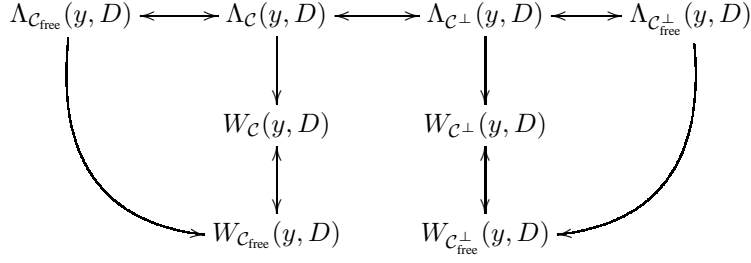 Λ_{C_free}(y, D) ⟷ Λ_C(y, D) ⟷ Λ_{C^⊥}(y, D) ⟷ Λ_{C^⊥_free}(y, D)
W_C(y, D) W_{C^⊥}(y, D)
W_{C_free}(y, D) W_{C^⊥_free}(y, D)